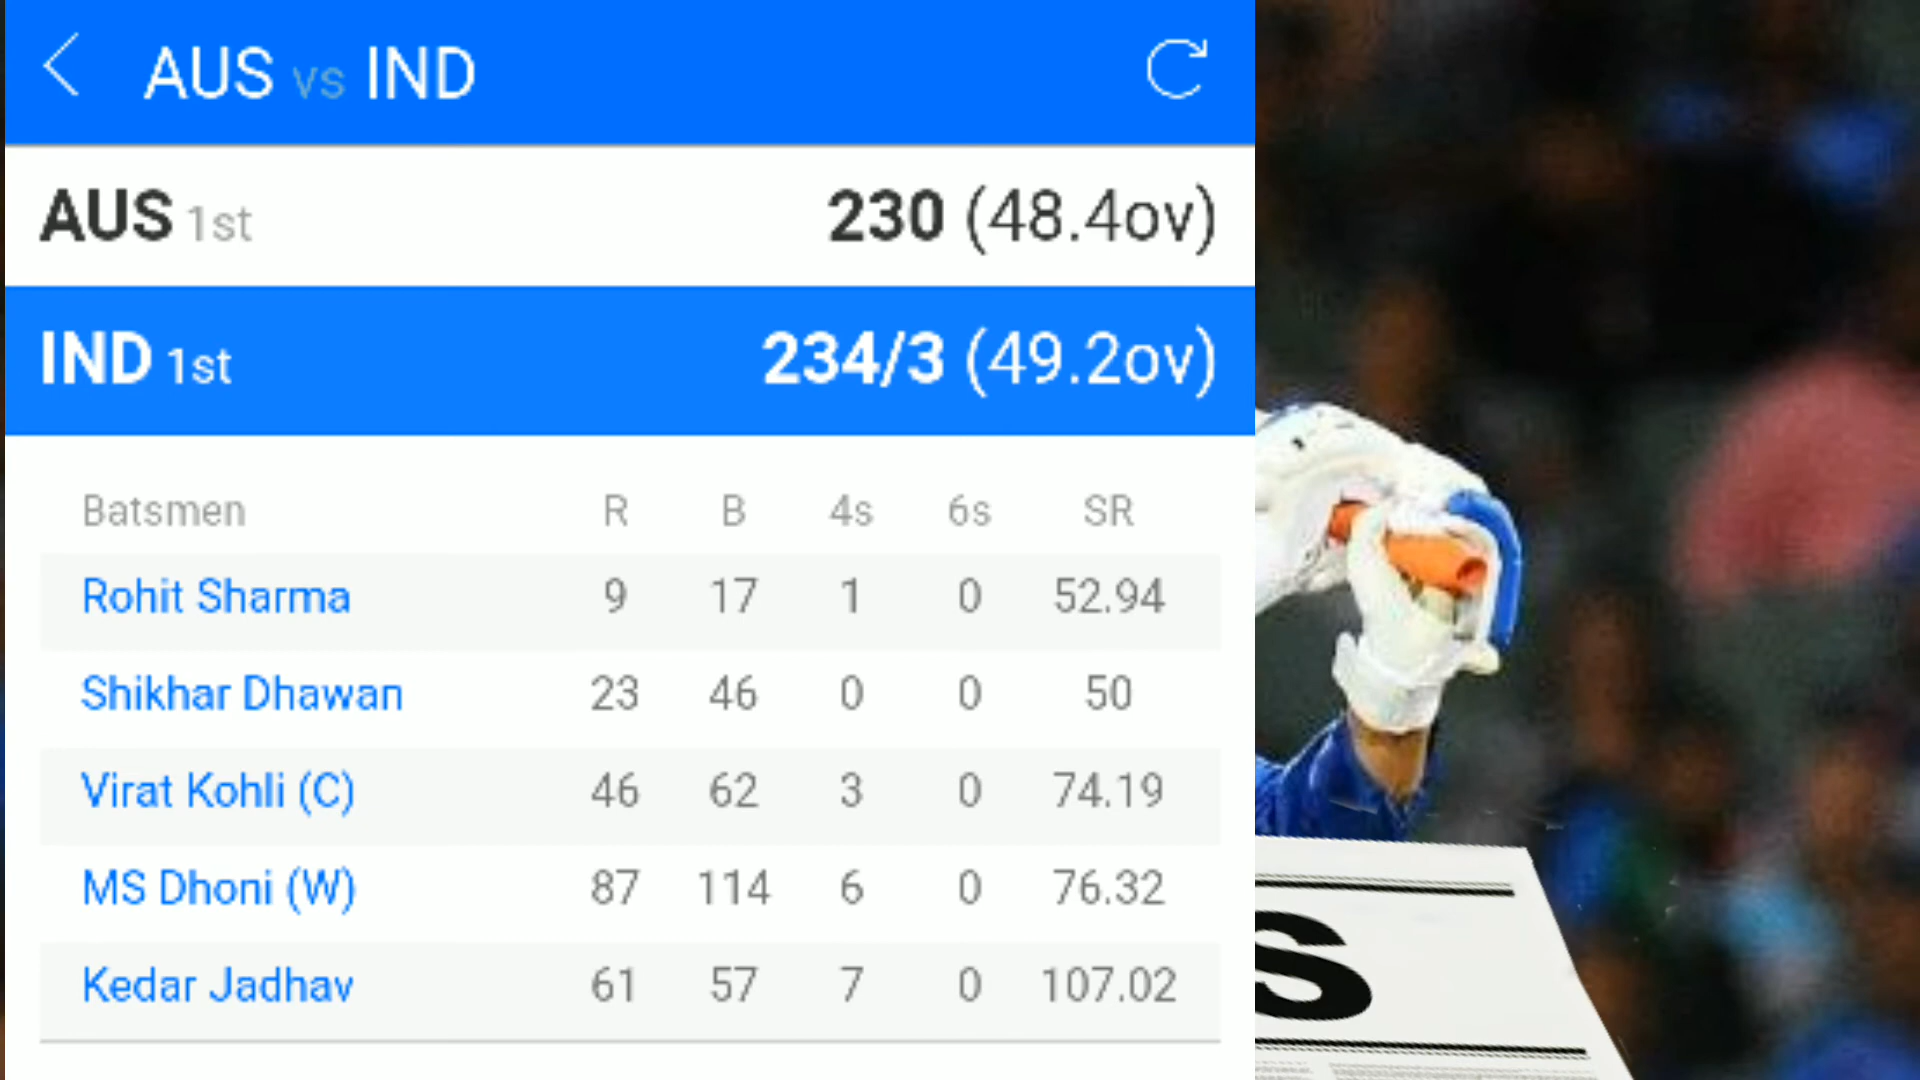 AUS vs IND
AUS 1st 230 (48.4ov)
IND 1st 234/3 (49.2ov)
Batsmen R B 4s 6s SR
Rohit Sharma 9 17 1 0 52.94
Shikhar Dhawan 23 46 0 0 50
Virat Kohli (C) 46 62 3 0 74.19
MS Dhoni (W) 87 114 6 0 76.32
Kedar Jadhav 61 57 7 0 107.02
S